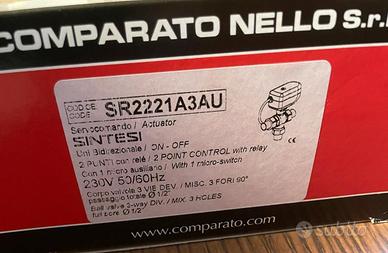 COMPARATO NELLO S.r.l
CODICE
CODE
SR2221A3AU
Servocomando / Actuator
SINTESI
Uni Bidirezionale / ON - OFF
2 PUNTI con relè / 2 POINT CONTROL with relay
Con 1 micro ausiliario / With 1 micro-switch
230V 50/60Hz
Corpo valvola 3 VIE DEV. / MISC. 3 FORI 90°
passaggio totale Ø 1/2"
Ball valve 3-way DIV. / MIX. 3 HOLES
full bore Ø 1/2"
www.comparato.com
subito